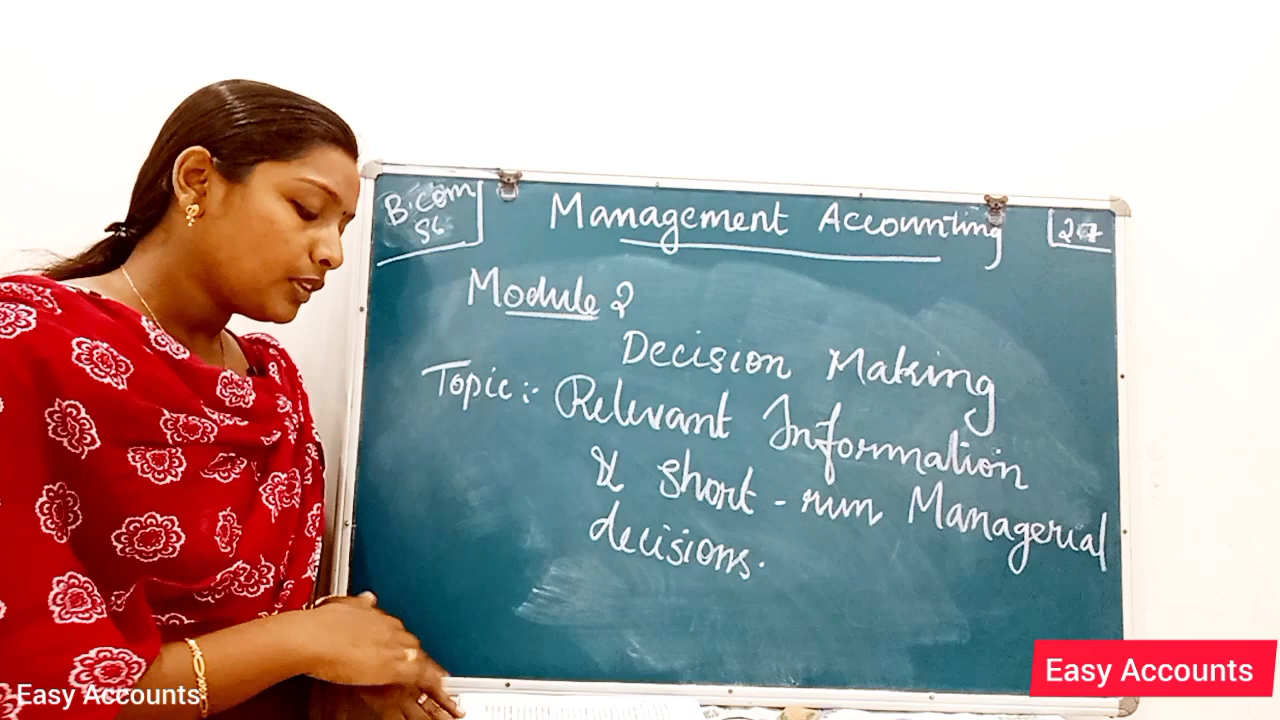 B.com
S6
Management Accounting
27
Module 2
Decision Making
Topic :- Relevant Information
& Short-run Managerial
decisions.
Easy Accounts
Easy Accounts